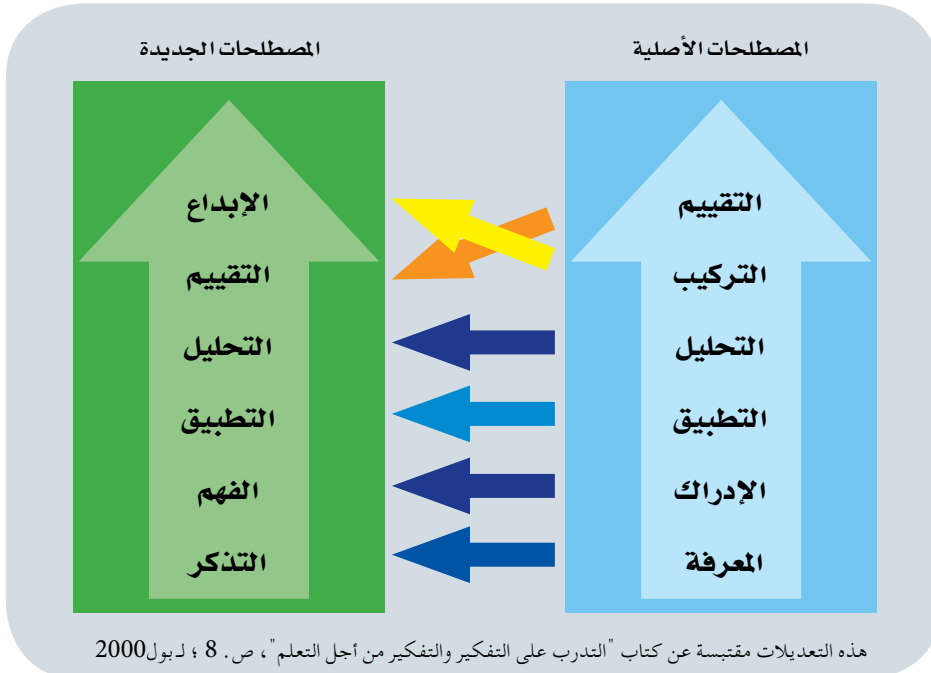 المصطلحات الأصلية
التقييم
التركيب
التحليل
التطبيق
الإدراك
المعرفة
المصطلحات الجديدة
الإبداع
التقييم
التحليل
التطبيق
الفهم
التذكر
هذه التعديلات مقتبسة عن كتاب "التدرب على التفكير والتفكير من أجل التعلم"، ص. 8 ؛ لـ بول2000